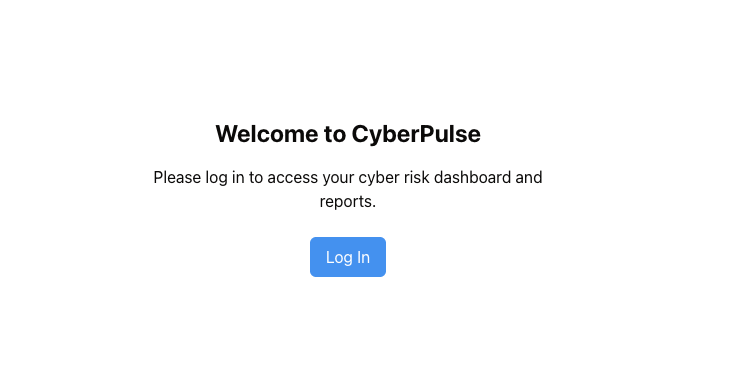 Welcome to CyberPulse
Please log in to access your cyber risk dashboard and
reports.
Log In